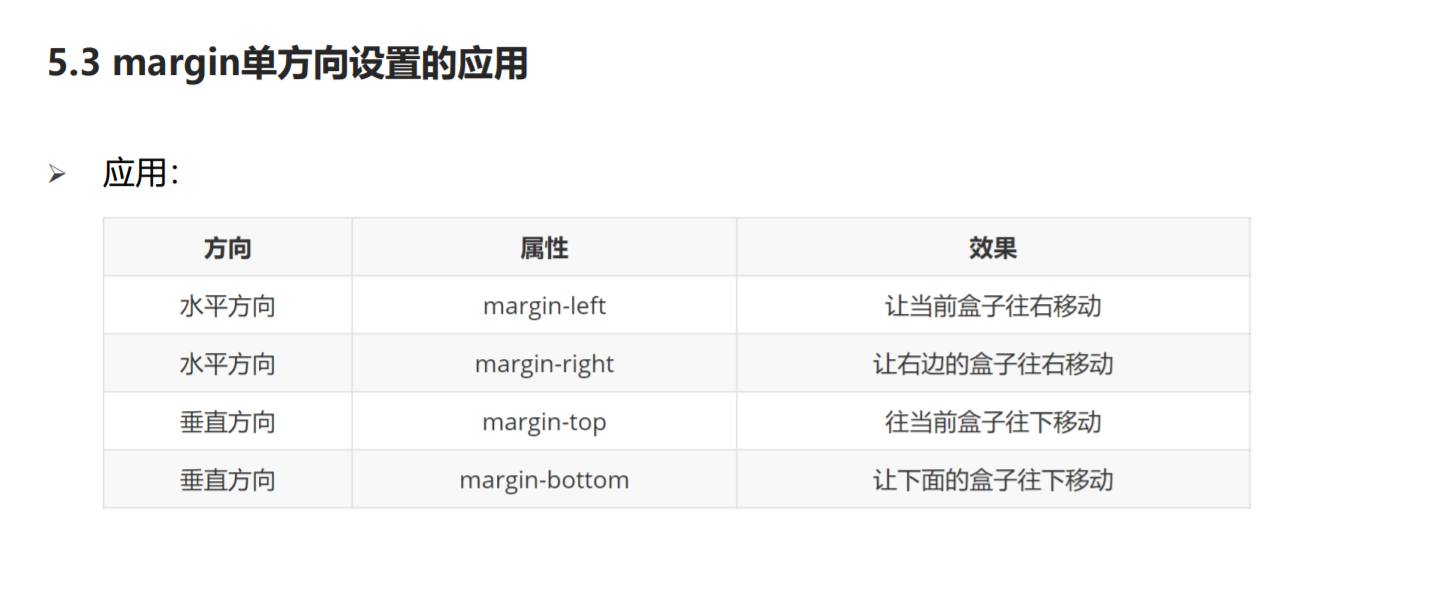 5.3 margin单方向设置的应用
➢ 应用：
方向 属性 效果
水平方向 margin-left 让当前盒子往右移动
水平方向 margin-right 让右边的盒子往右移动
垂直方向 margin-top 往当前盒子往下移动
垂直方向 margin-bottom 让下面的盒子往下移动